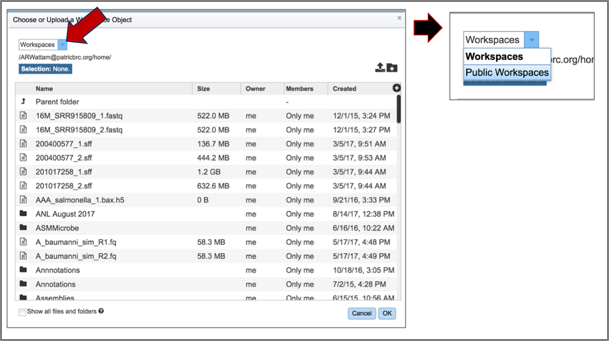 Choose or Upload a W ce Object
×
Workspaces
/ARWattam@patricbrc.org/home/
Selection: None.
Name Size Owner Members Created
Parent folder -
16M_SRR915809_1.fastq 522.0 MB me Only me 12/1/15, 3:24 PM
16M_SRR915809_2.fastq 522.0 MB me Only me 12/1/15, 3:27 PM
200400577_1.sff 136.7 MB me Only me 3/5/17, 9:51 AM
200400577_2.sff 444.2 MB me Only me 3/5/17, 9:53 AM
201017258_1.sff 1.2 GB me Only me 3/5/17, 9:44 AM
201017258_2.sff 632.6 MB me Only me 3/5/17, 9:44 AM
AAA_salmonella_1.bax.h5 0 B me Only me 9/21/16, 3:33 PM
ANL August 2017 me Only me 8/14/17, 12:38 PM
ASMMicrobe me Only me 6/16/16, 10:22 AM
A_baumanni_sim_R1.fq 58.3 MB me Only me 5/17/17, 4:48 PM
A_baumanni_sim_R2.fq 58.3 MB me Only me 5/17/17, 4:49 PM
Annnotations me Only me 10/18/16, 3:05 PM
Annotations me Only me 7/2/15, 4:28 PM
Assemblies me Only me 6/15/15, 10:56 AM
Show all files and folders
Cancel OK
Workspaces
Workspaces
rc.org/hor
Public Workspaces